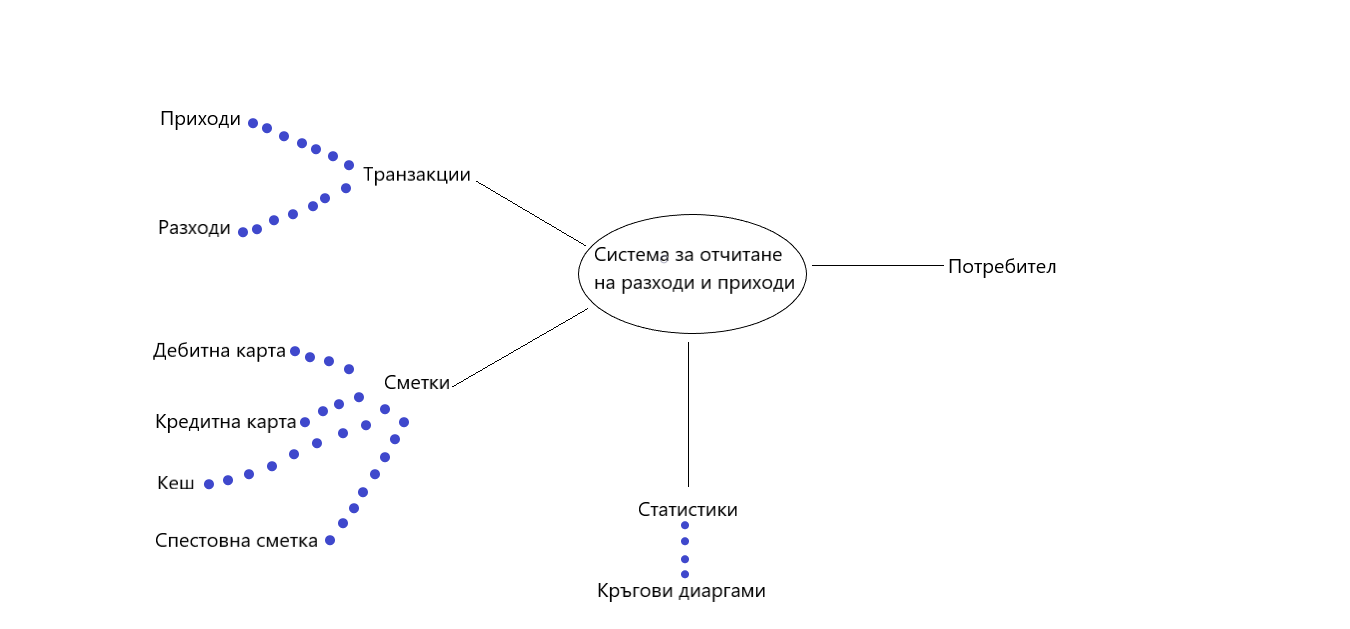 Приходи
Транзакции
Разходи
Система за отчитане
на разходи и приходи
Потребител
Дебитна карта
Сметки
Кредитна карта
Кеш
Спестовна сметка
Статистики
Кръгови диаргами